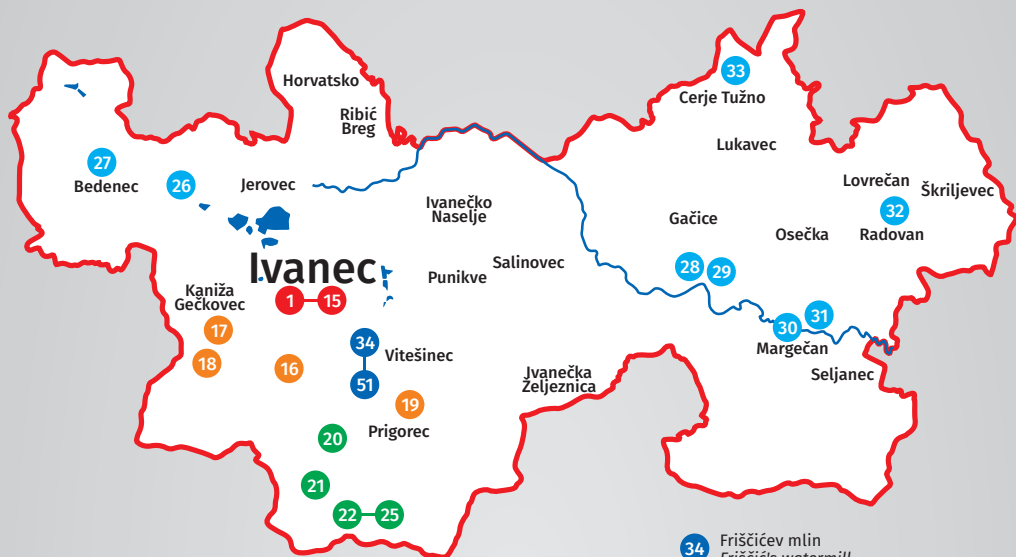 Horvatsko
33
Cerje Tužno
Ribić
Breg
Lukavec
27
Bedenec
26
Jerovec
Lovrečan
Škriljevec
Ivanečko
Naselje
32
Radovan
Gačice
Osečka
Ivanec
Punikve
Salinovec
28
29
Kaniža
Gečkovec
1
15
17
31
30
34
Vitešinec
Margečan
18
16
51
Ivanečka
Željeznica
Seljanec
19
Prigorec
20
21
22
25
34
Friščićev mlin
Friščić's watermill